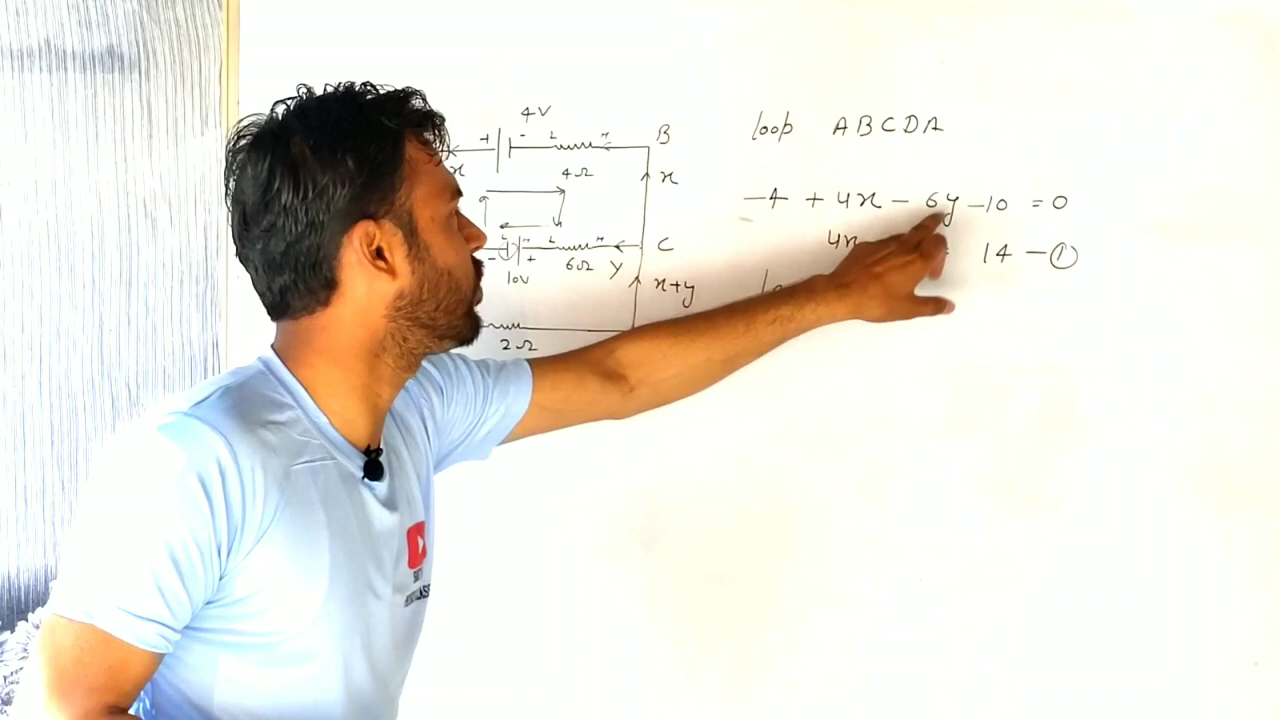 4V
+ - L H B
x 4Ω x
L H L H C
- + 6Ω y
10V
x+y
2Ω
loop ABCDA
-4 + 4x - 6y - 10 = 0
4x
14 - ①